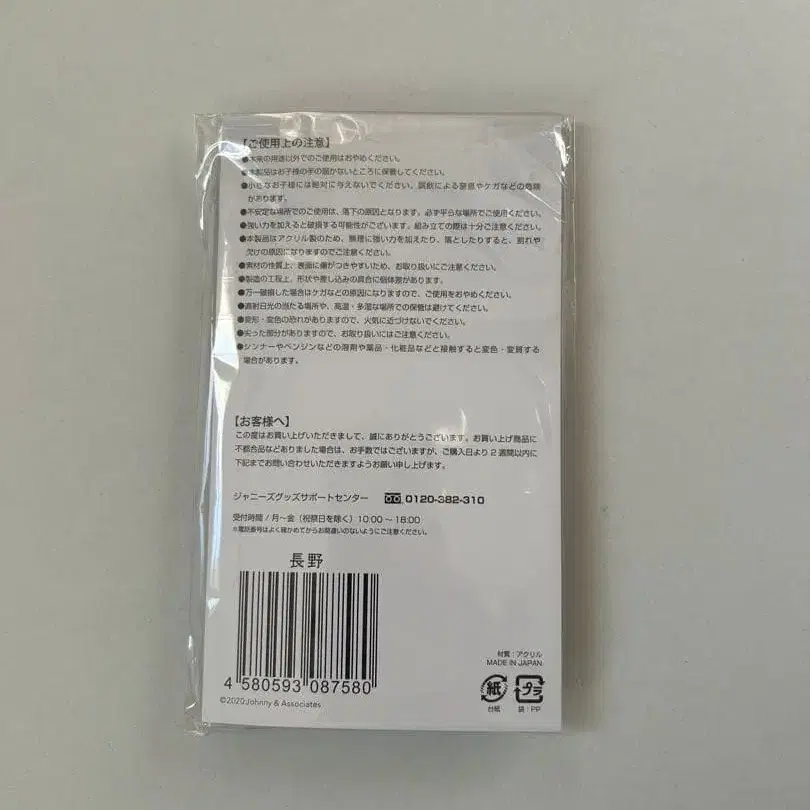 【ご使用上の注意】
●本来の用途以外でのご使用はおやめください。
●本製品はお子様の手の届かないところに保管してください。
●小さなお子様には絶対に与えないでください。誤飲による窒息やケガなどの危険
があります。
●不安定な場所でのご使用は、落下の原因となります。必ず平らな場所でご使用ください。
●強い力を加えると破損する可能性がございます。組み立ての際は十分ご注意ください。
●本製品はアクリル製のため、無理に強い力を加えたり、落としたりすると、割れや
欠けの原因になりますのでご注意ください。
●素材の性質上、表面に傷がつきやすいため、お取り扱いにご注意ください。
●製造の工程上、形状や差し込みの具合に個体差があります。
●万一破損した場合はケガなどの原因になりますので、ご使用をおやめください。
●直射日光の当たる場所や、高温・多湿な場所での保管は避けてください。
●変形・変色の恐れがありますので、火気に近づけないでください。
●尖った部分がありますので、お取り扱いにはご注意ください。
●シンナーやベンジンなどの溶剤や薬品・化粧品などと接触すると変色・変質する
場合があります。
【お客様へ】
この度はお買い上げいただきまして、誠にありがとうございます。お買い上げ商品に
不都合品などありました場合は、お手数ではございますが、ご購入日より2週間以内に
下記までお問い合わせいただきますようお願い申し上げます。
ジャニーズグッズサポートセンター 0120-382-310
受付時間/月~金(祝祭日を除く)10:00~18:00
※電話番号はよく確かめてからお間違いのないようにご注意ください。
長野
4 580593 087580
©2020 Johnny & Associates
材質:アクリル
MADE IN JAPAN
紙 プラ
台紙 袋:PP